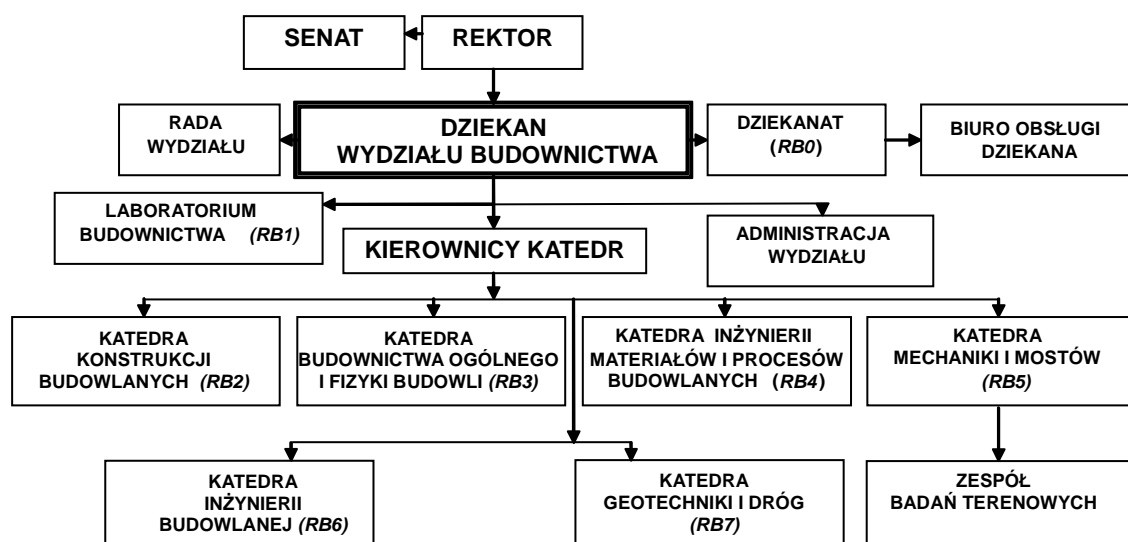 SENAT
REKTOR
RADA
WYDZIAŁU
DZIEKAN
WYDZIAŁU BUDOWNICTWA
DZIEKANAT
(RB0)
BIURO OBSŁUGI
DZIEKANA
LABORATORIUM
BUDOWNICTWA (RB1)
KIEROWNICY KATEDR
ADMINISTRACJA
WYDZIAŁU
KATEDRA
KONSTRUKCJI
BUDOWLANYCH (RB2)
KATEDRA
BUDOWNICTWA OGÓLNEGO
I FIZYKI BUDOWLI (RB3)
KATEDRA INŻYNIERII
MATERIAŁÓW I PROCESÓW
BUDOWLANYCH (RB4)
KATEDRA
MECHANIKI I MOSTÓW
(RB5)
KATEDRA
INŻYNIERII
BUDOWLANEJ (RB6)
KATEDRA
GEOTECHNIKI I DRÓG
(RB7)
ZESPÓŁ
BADAŃ TERENOWYCH